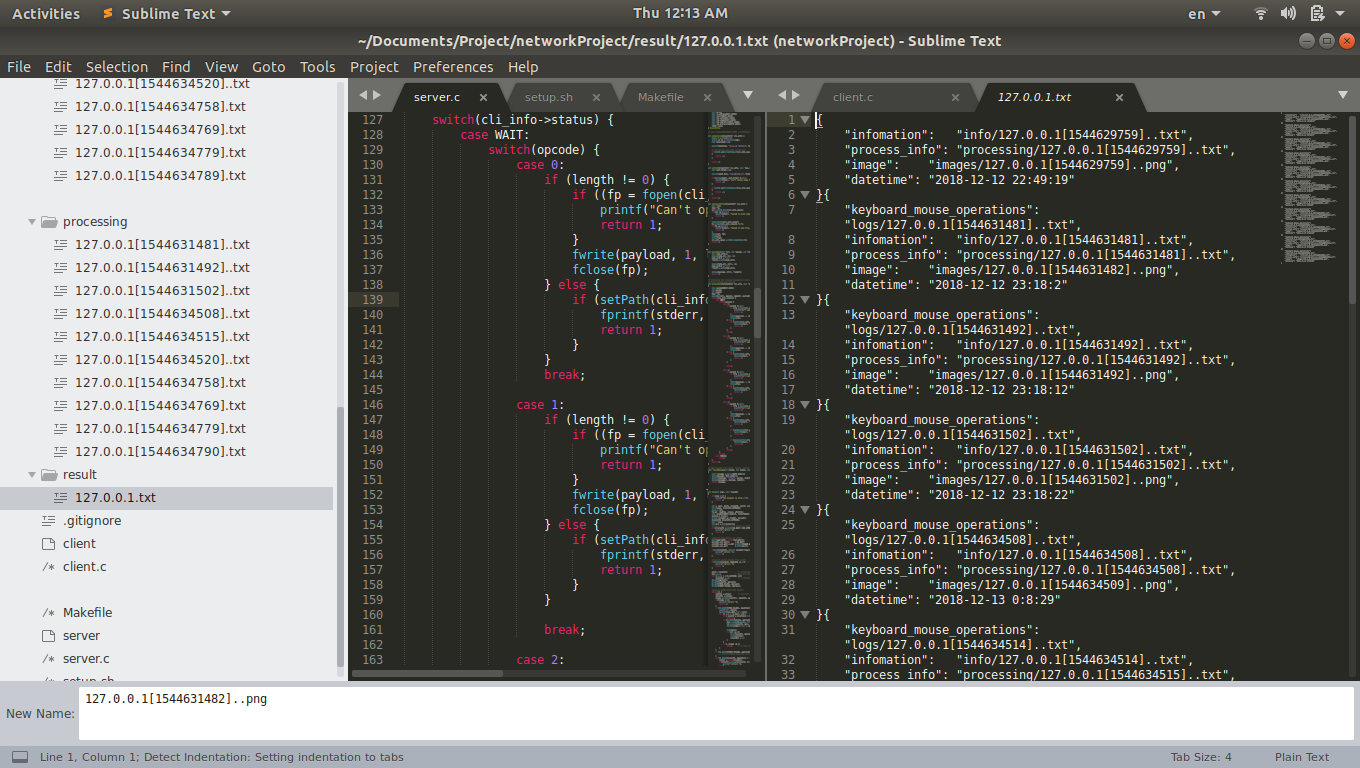 Activities Sublime Text Thu 12:13 AM en
~/Documents/Project/networkProject/result/127.0.0.1.txt (networkProject) - Sublime Text
File Edit Selection Find View Goto Tools Project Preferences Help
127.0.0.1[1544634520]..txt
127.0.0.1[1544634758].txt
127.0.0.1[1544634769].txt
127.0.0.1[1544634779].txt
127.0.0.1[1544634789].txt
processing
127.0.0.1[1544631481]..txt
127.0.0.1[1544631492]..txt
127.0.0.1[1544631502]..txt
127.0.0.1[1544634508]..txt
127.0.0.1[1544634515]..txt
127.0.0.1[1544634520]..txt
127.0.0.1[1544634758].txt
127.0.0.1[1544634769].txt
127.0.0.1[1544634779].txt
127.0.0.1[1544634790].txt
result
127.0.0.1.txt
.gitignore
client
/* client.c
/* Makefile
server
/* server.c
/* setup.sh
server.c × setup.sh × Makefile ×
127 switch(cli_info->status) {
128 case WAIT:
129 switch(opcode) {
130 case 0:
131 if (length != 0) {
132 if ((fp = fopen(cli_
133 printf("Can't op
134 return 1;
135 }
136 fwrite(payload, 1,
137 fclose(fp);
138 } else {
139 if (setPath(cli_info
140 fprintf(stderr,
141 return 1;
142 }
143 }
144 break;
145
146 case 1:
147 if (length != 0) {
148 if ((fp = fopen(cli_
149 printf("Can't op
150 return 1;
151 }
152 fwrite(payload, 1,
153 fclose(fp);
154 } else {
155 if (setPath(cli_info
156 fprintf(stderr,
157 return 1;
158 }
159 }
160
161 break;
162
163 case 2:
client.c × 127.0.0.1.txt ×
1 {
2 "infomation": "info/127.0.0.1[1544629759]..txt",
3 "process_info": "processing/127.0.0.1[1544629759]..txt",
4 "image": "images/127.0.0.1[1544629759]..png",
5 "datetime": "2018-12-12 22:49:19"
6 }{
7 "keyboard_mouse_operations":
"logs/127.0.0.1[1544631481]..txt",
8 "infomation": "info/127.0.0.1[1544631481]..txt",
9 "process_info": "processing/127.0.0.1[1544631481]..txt",
10 "image": "images/127.0.0.1[1544631482]..png",
11 "datetime": "2018-12-12 23:18:2"
12 }{
13 "keyboard_mouse_operations":
"logs/127.0.0.1[1544631492]..txt",
14 "infomation": "info/127.0.0.1[1544631492]..txt",
15 "process_info": "processing/127.0.0.1[1544631492]..txt",
16 "image": "images/127.0.0.1[1544631492]..png",
17 "datetime": "2018-12-12 23:18:12"
18 }{
19 "keyboard_mouse_operations":
"logs/127.0.0.1[1544631502]..txt",
20 "infomation": "info/127.0.0.1[1544631502]..txt",
21 "process_info": "processing/127.0.0.1[1544631502]..txt",
22 "image": "images/127.0.0.1[1544631502]..png",
23 "datetime": "2018-12-12 23:18:22"
24 }{
25 "keyboard_mouse_operations":
"logs/127.0.0.1[1544634508]..txt",
26 "infomation": "info/127.0.0.1[1544634508]..txt",
27 "process_info": "processing/127.0.0.1[1544634508]..txt",
28 "image": "images/127.0.0.1[1544634509]..png",
29 "datetime": "2018-12-13 0:8:29"
30 }{
31 "keyboard_mouse_operations":
"logs/127.0.0.1[1544634514]..txt",
32 "infomation": "info/127.0.0.1[1544634514]..txt",
33 "process_info": "processing/127.0.0.1[1544634515]..txt",
New Name: 127.0.0.1[1544631482]..png
Line 1, Column 1; Detect Indentation: Setting indentation to tabs Tab Size: 4 Plain Text